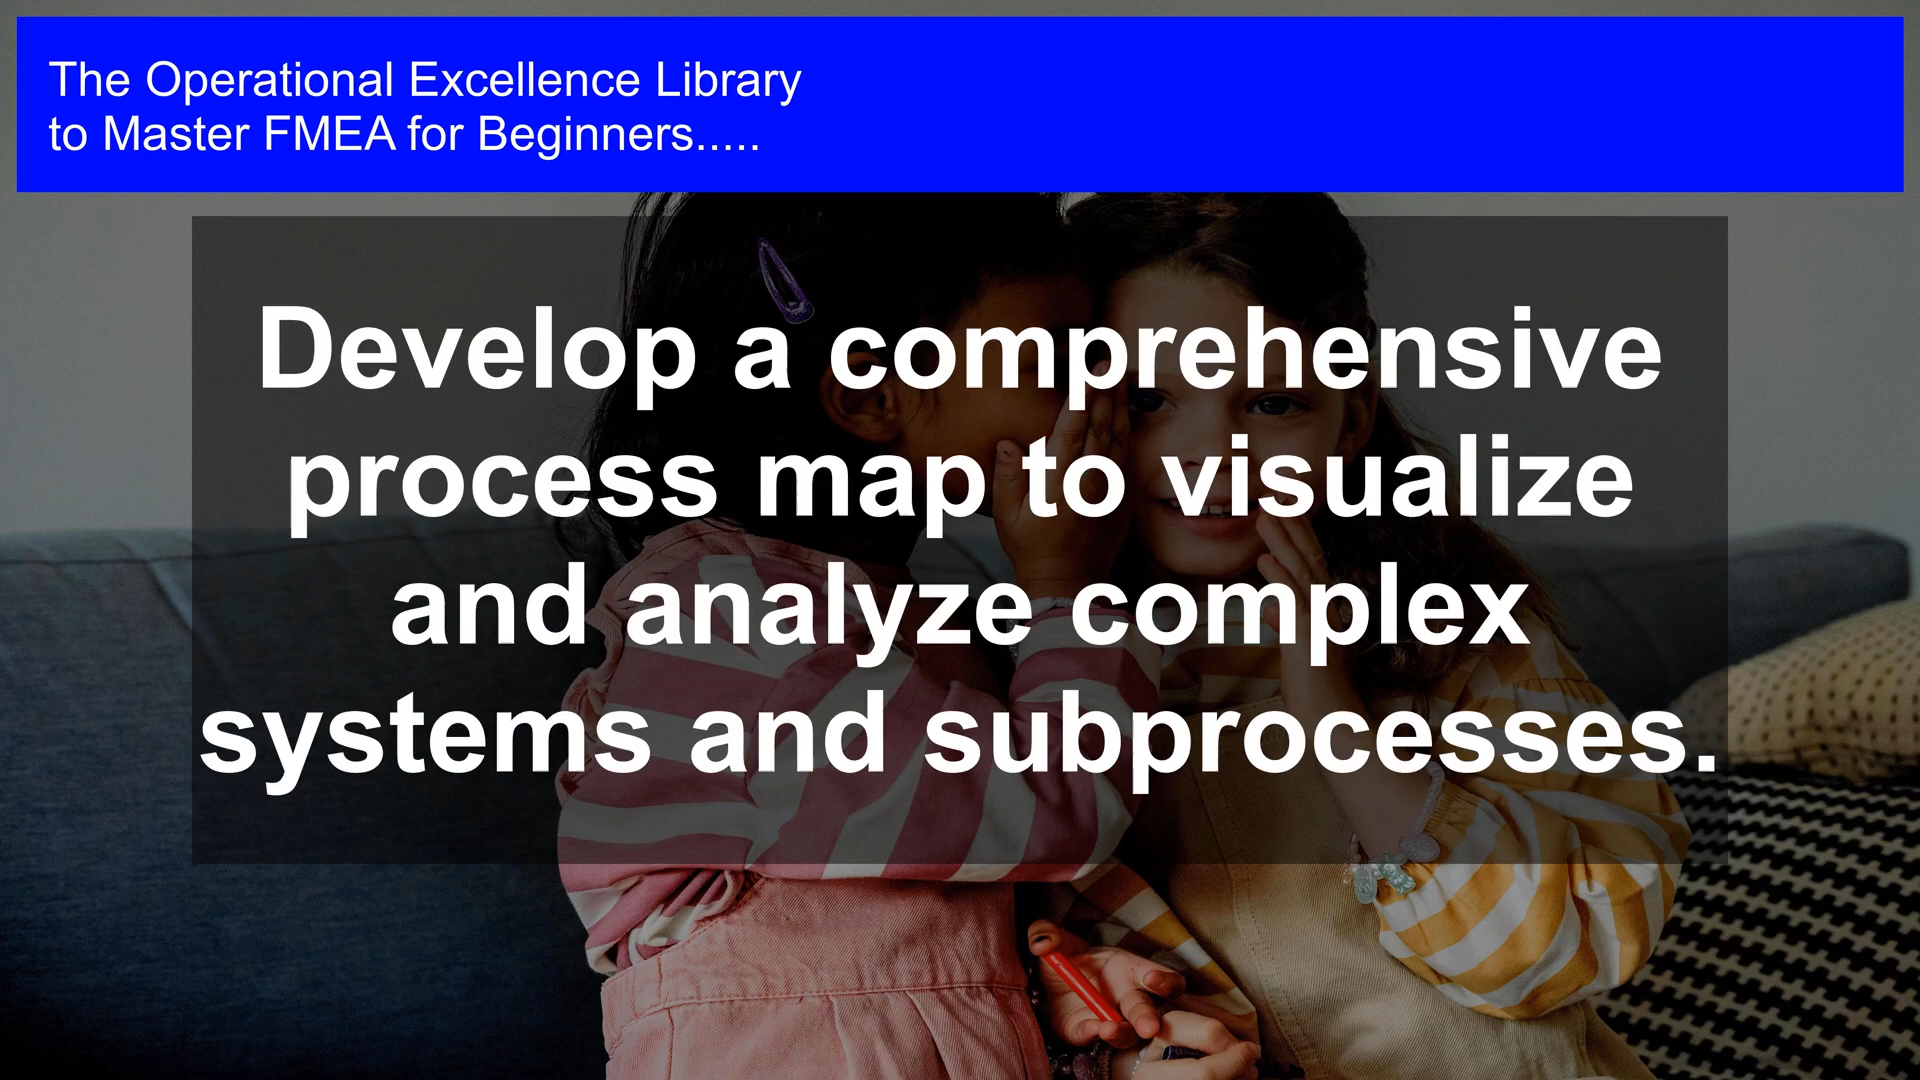 The Operational Excellence Library
to Master FMEA for Beginners.....
Develop a comprehensive
process map to visualize
and analyze complex
systems and subprocesses.